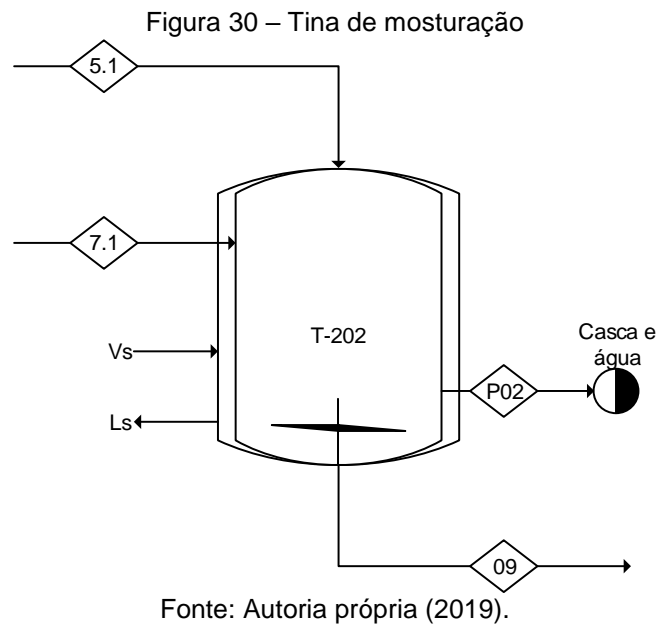 Figura 30 – Tina de mosturação
5.1
7.1
T-202
Casca e
água
Vs
P02
Ls
09
Fonte: Autoria própria (2019).